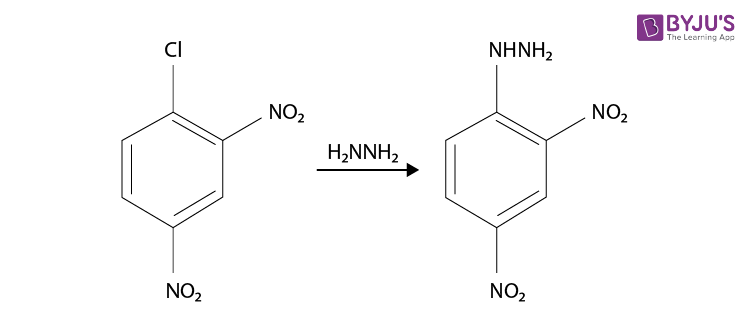 BYJU'S
The Learning App
Cl
NO₂
H₂NNH₂
NO₂
NHNH₂
NO₂
NO₂